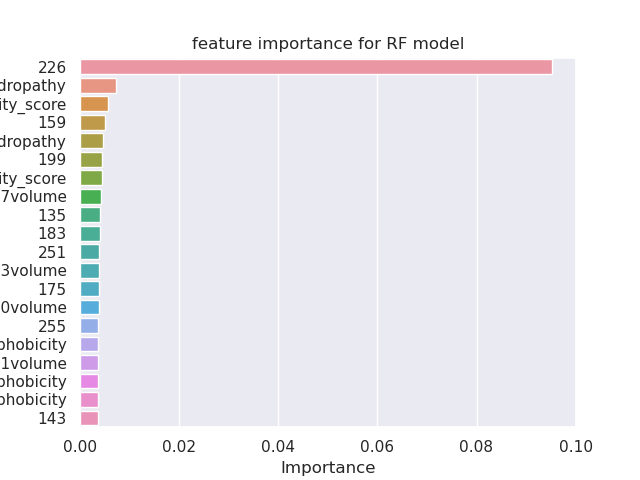 feature importance for RF model
226
dropathy
ity_score
159
dropathy
199
ity_score
7volume
135
183
251
3volume
175
0volume
255
phobicity
1volume
phobicity
phobicity
143
0.00 0.02 0.04 0.06 0.08 0.10
Importance